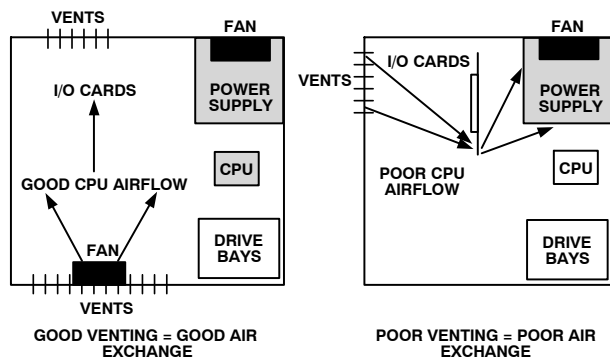 VENTS
FAN
I/O CARDS
POWER
SUPPLY
CPU
GOOD CPU AIRFLOW
FAN
DRIVE
BAYS
VENTS
GOOD VENTING = GOOD AIR
EXCHANGE
FAN
VENTS
I/O CARDS
POWER
SUPPLY
POOR CPU
AIRFLOW
CPU
DRIVE
BAYS
POOR VENTING = POOR AIR
EXCHANGE